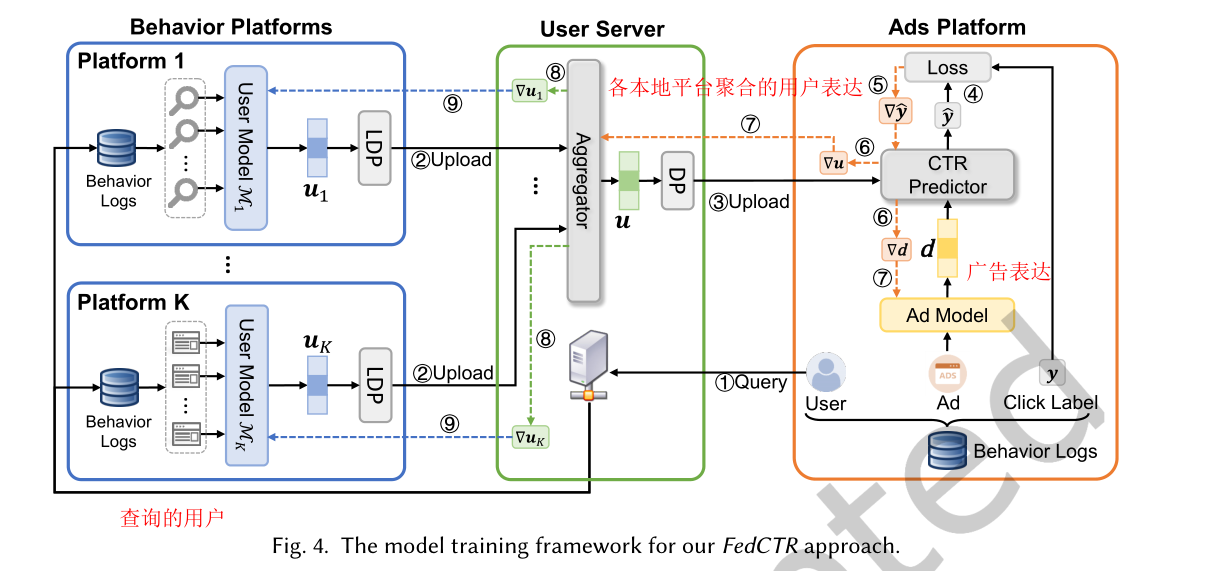 Behavior Platforms
User Server
Ads Platform
Platform 1
Behavior
Logs
User Model ℳ₁
𝒖₁
LDP
②Upload
⑨
∇𝒖₁
⑧
Aggregator
各本地平台聚合的用户表达
⑦
𝒖
DP
③Upload
Loss
⑤
④
∇ŷ
ŷ
∇𝒖
⑥
CTR
Predictor
⑥
∇𝒅
𝒅
⑦
广告表达
Ad Model
Platform K
Behavior
Logs
User Model ℳ_K
𝒖_K
LDP
②Upload
⑨
⑧
∇𝒖_K
①Query
User
ADS
Ad
𝒚
Click Label
Behavior Logs
查询的用户
Fig. 4. The model training framework for our FedCTR approach.